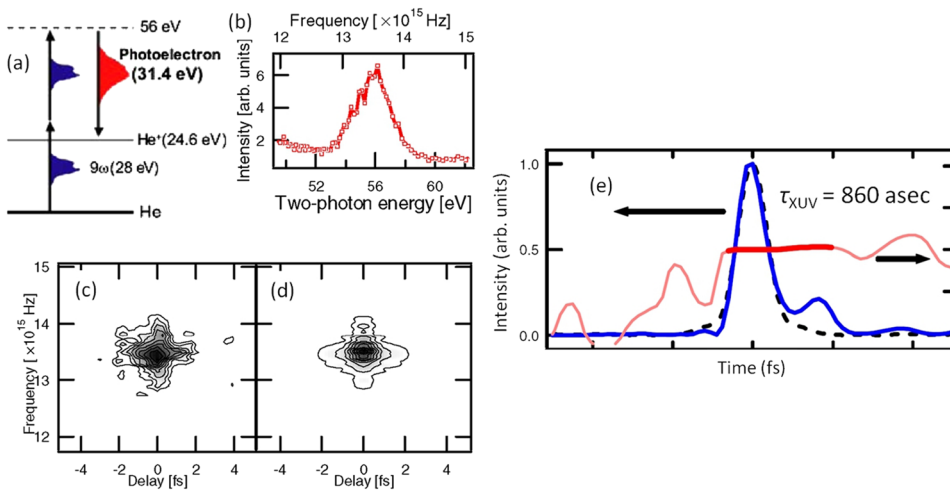 (a)
56 eV
Photoelectron
(31.4 eV)
He⁺(24.6 eV)
9ω(28 eV)
He
(b)
Frequency [×10¹⁵ Hz]
12 13 14 15
Intensity [arb. units]
6
4
2
52 56 60
Two-photon energy [eV]
(c)
(d)
Frequency [×10¹⁵ Hz]
15
14
13
12
-4 -2 0 2 4
-4 -2 0 2 4
Delay [fs]
Delay [fs]
(e)
τXUV = 860 asec
Intensity (arb. units)
1.0
0.5
0.0
Time (fs)